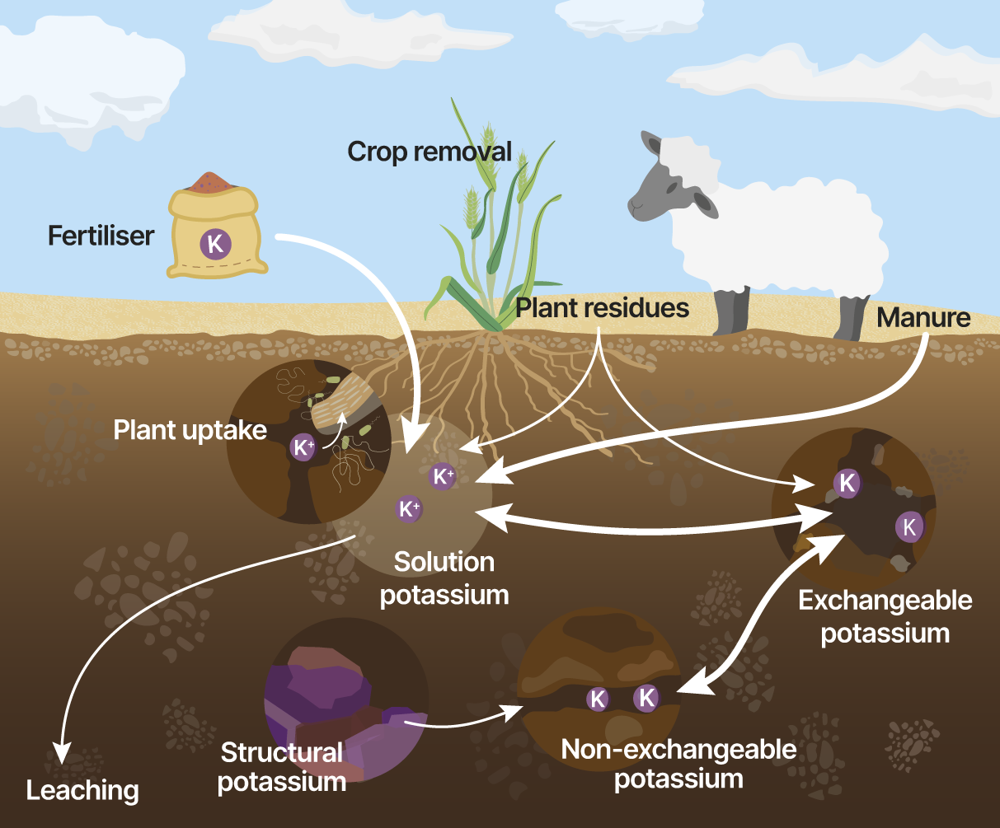 Crop removal
Fertiliser
K
Plant residues
Manure
Plant uptake
K+
K+
K+
K
K
Solution
potassium
Exchangeable
potassium
K
K
Structural
potassium
Non-exchangeable
potassium
Leaching